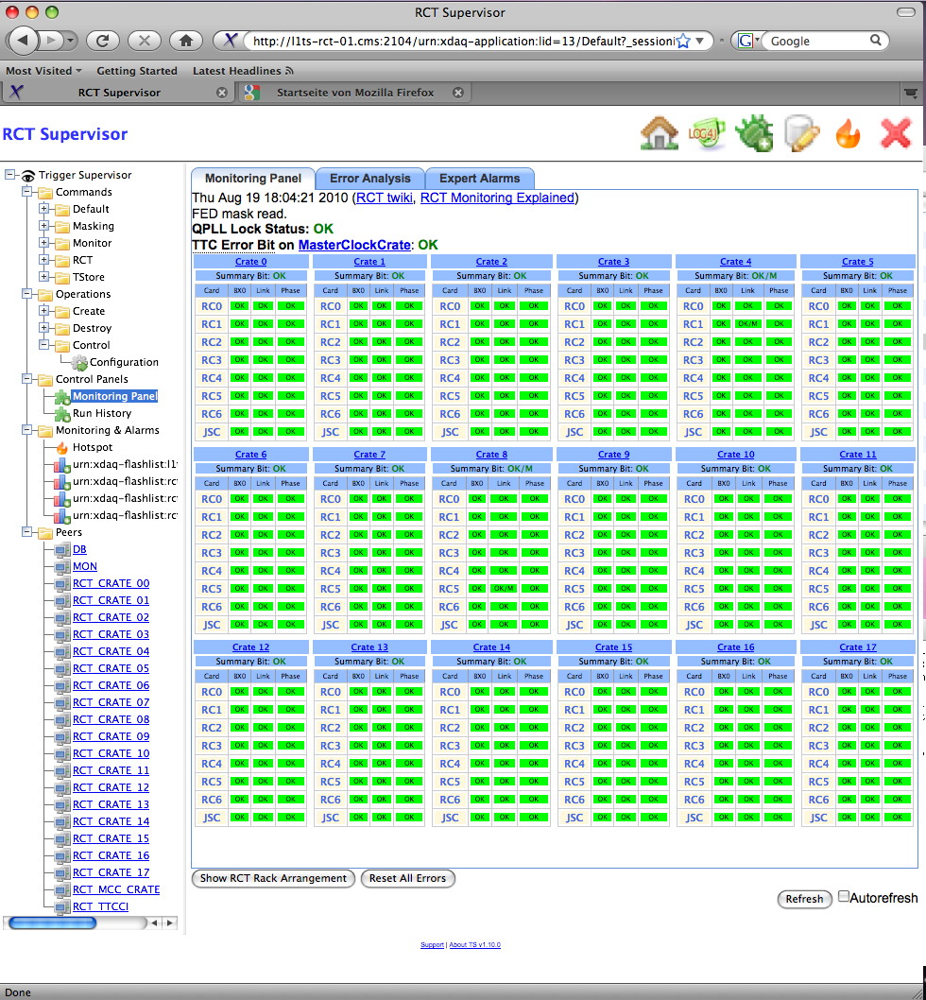 RCT Supervisor
http://l1ts-rct-01.cms:2104/urn:xdaq-application:lid=13/Default?_sessioni
Google
Most Visited Getting Started Latest Headlines
RCT Supervisor Startseite von Mozilla Firefox
RCT Supervisor
LOG4J
Trigger Supervisor
Commands
Default
Masking
Monitor
RCT
TStore
Operations
Create
Destroy
Control
Configuration
Control Panels
Monitoring Panel
Run History
Monitoring & Alarms
Hotspot
urn:xdaq-flashlist:l1
urn:xdaq-flashlist:rc
urn:xdaq-flashlist:rc
urn:xdaq-flashlist:rc
Peers
DB
MON
RCT_CRATE_00
RCT_CRATE_01
RCT_CRATE_02
RCT_CRATE_03
RCT_CRATE_04
RCT_CRATE_05
RCT_CRATE_06
RCT_CRATE_07
RCT_CRATE_08
RCT_CRATE_09
RCT_CRATE_10
RCT_CRATE_11
RCT_CRATE_12
RCT_CRATE_13
RCT_CRATE_14
RCT_CRATE_15
RCT_CRATE_16
RCT_CRATE_17
RCT_MCC_CRATE
RCT_TTCCI
Monitoring Panel Error Analysis Expert Alarms
Thu Aug 19 18:04:21 2010 (RCT twiki, RCT Monitoring Explained)
FED mask read.
QPLL Lock Status: OK
TTC Error Bit on MasterClockCrate: OK
Crate 0 Crate 1 Crate 2 Crate 3 Crate 4 Crate 5
Summary Bit: OK Summary Bit: OK Summary Bit: OK Summary Bit: OK Summary Bit: OK/M Summary Bit: OK
Card BX0 Link Phase Card BX0 Link Phase Card BX0 Link Phase Card BX0 Link Phase Card BX0 Link Phase Card BX0 Link Phase
RC0 OK OK OK RC0 OK OK OK RC0 OK OK OK RC0 OK OK OK RC0 OK OK OK RC0 OK OK OK
RC1 OK OK OK RC1 OK OK OK RC1 OK OK OK RC1 OK OK OK RC1 OK OK/M OK RC1 OK OK OK
RC2 OK OK OK RC2 OK OK OK RC2 OK OK OK RC2 OK OK OK RC2 OK OK OK RC2 OK OK OK
RC3 OK OK OK RC3 OK OK OK RC3 OK OK OK RC3 OK OK OK RC3 OK OK OK RC3 OK OK OK
RC4 OK OK OK RC4 OK OK OK RC4 OK OK OK RC4 OK OK OK RC4 OK OK OK RC4 OK OK OK
RC5 OK OK OK RC5 OK OK OK RC5 OK OK OK RC5 OK OK OK RC5 OK OK OK RC5 OK OK OK
RC6 OK OK OK RC6 OK OK OK RC6 OK OK OK RC6 OK OK OK RC6 OK OK OK RC6 OK OK OK
JSC OK OK OK JSC OK OK OK JSC OK OK OK JSC OK OK OK JSC OK OK OK JSC OK OK OK
Crate 6 Crate 7 Crate 8 Crate 9 Crate 10 Crate 11
Summary Bit: OK Summary Bit: OK Summary Bit: OK/M Summary Bit: OK Summary Bit: OK Summary Bit: OK
Card BX0 Link Phase Card BX0 Link Phase Card BX0 Link Phase Card BX0 Link Phase Card BX0 Link Phase Card BX0 Link Phase
RC0 OK OK OK RC0 OK OK OK RC0 OK OK OK RC0 OK OK OK RC0 OK OK OK RC0 OK OK OK
RC1 OK OK OK RC1 OK OK OK RC1 OK OK OK RC1 OK OK OK RC1 OK OK OK RC1 OK OK OK
RC2 OK OK OK RC2 OK OK OK RC2 OK OK OK RC2 OK OK OK RC2 OK OK OK RC2 OK OK OK
RC3 OK OK OK RC3 OK OK OK RC3 OK OK OK RC3 OK OK OK RC3 OK OK OK RC3 OK OK OK
RC4 OK OK OK RC4 OK OK OK RC4 OK OK OK RC4 OK OK OK RC4 OK OK OK RC4 OK OK OK
RC5 OK OK OK RC5 OK OK OK RC5 OK OK/M OK RC5 OK OK OK RC5 OK OK OK RC5 OK OK OK
RC6 OK OK OK RC6 OK OK OK RC6 OK OK OK RC6 OK OK OK RC6 OK OK OK RC6 OK OK OK
JSC OK OK OK JSC OK OK OK JSC OK OK OK JSC OK OK OK JSC OK OK OK JSC OK OK OK
Crate 12 Crate 13 Crate 14 Crate 15 Crate 16 Crate 17
Summary Bit: OK Summary Bit: OK Summary Bit: OK Summary Bit: OK Summary Bit: OK Summary Bit: OK
Card BX0 Link Phase Card BX0 Link Phase Card BX0 Link Phase Card BX0 Link Phase Card BX0 Link Phase Card BX0 Link Phase
RC0 OK OK OK RC0 OK OK OK RC0 OK OK OK RC0 OK OK OK RC0 OK OK OK RC0 OK OK OK
RC1 OK OK OK RC1 OK OK OK RC1 OK OK OK RC1 OK OK OK RC1 OK OK OK RC1 OK OK OK
RC2 OK OK OK RC2 OK OK OK RC2 OK OK OK RC2 OK OK OK RC2 OK OK OK RC2 OK OK OK
RC3 OK OK OK RC3 OK OK OK RC3 OK OK OK RC3 OK OK OK RC3 OK OK OK RC3 OK OK OK
RC4 OK OK OK RC4 OK OK OK RC4 OK OK OK RC4 OK OK OK RC4 OK OK OK RC4 OK OK OK
RC5 OK OK OK RC5 OK OK OK RC5 OK OK OK RC5 OK OK OK RC5 OK OK OK RC5 OK OK OK
RC6 OK OK OK RC6 OK OK OK RC6 OK OK OK RC6 OK OK OK RC6 OK OK OK RC6 OK OK OK
JSC OK OK OK JSC OK OK OK JSC OK OK OK JSC OK OK OK JSC OK OK OK JSC OK OK OK
Show RCT Rack Arrangement Reset All Errors
Refresh Autorefresh
Support | About TS v1.10.0
Done